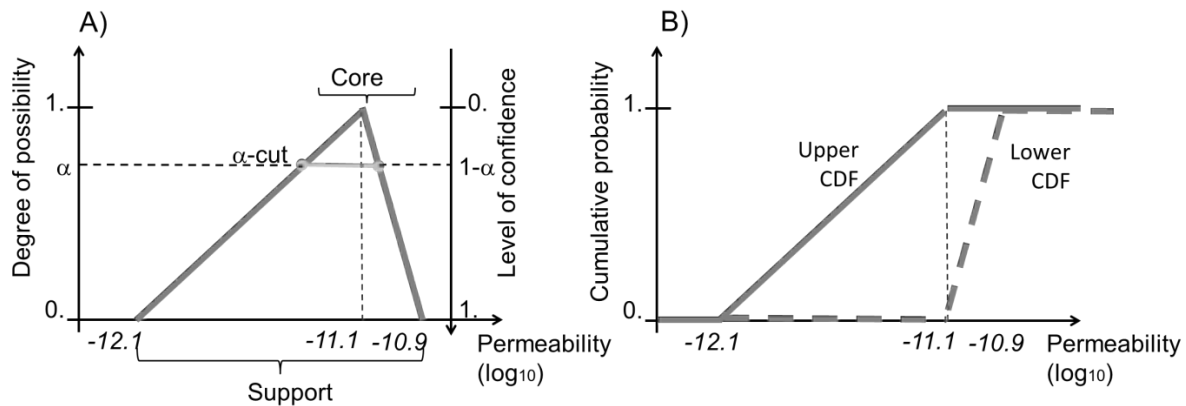 A)
Degree of possibility
1.
α
0.
Core
α-cut
0.
1-α
1.
Level of confidence
-12.1
-11.1
-10.9
Permeability
(log10)
Support
B)
Cumulative probability
1.
0.
Upper
CDF
Lower
CDF
-12.1
-11.1
-10.9
Permeability
(log10)